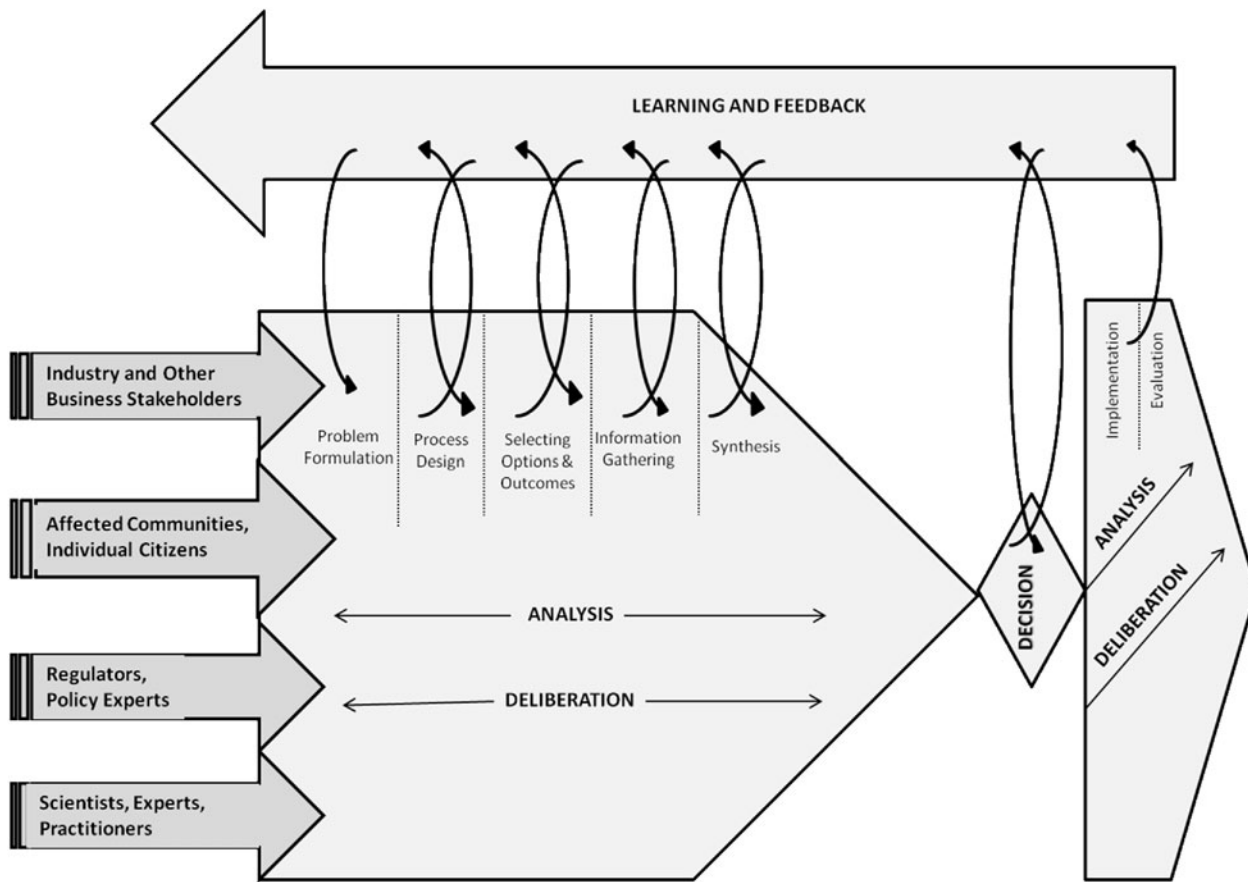 LEARNING AND FEEDBACK
Industry and Other
Business Stakeholders
Affected Communities,
Individual Citizens
Regulators,
Policy Experts
Scientists, Experts,
Practitioners
Problem
Formulation
Process
Design
Selecting
Options &
Outcomes
Information
Gathering
Synthesis
ANALYSIS
DELIBERATION
DECISION
Implementation
Evaluation
ANALYSIS
DELIBERATION